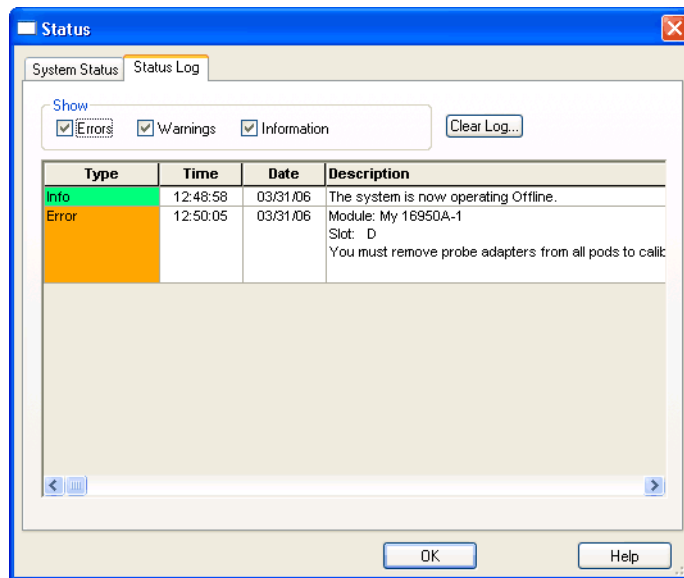 Status
System Status Status Log
Show
Errors Warnings Information Clear Log...
Type Time Date Description
Info 12:48:58 03/31/06 The system is now operating Offline.
Error 12:50:05 03/31/06 Module: My 16950A-1
Slot: D
You must remove probe adapters from all pods to calib
OK Help